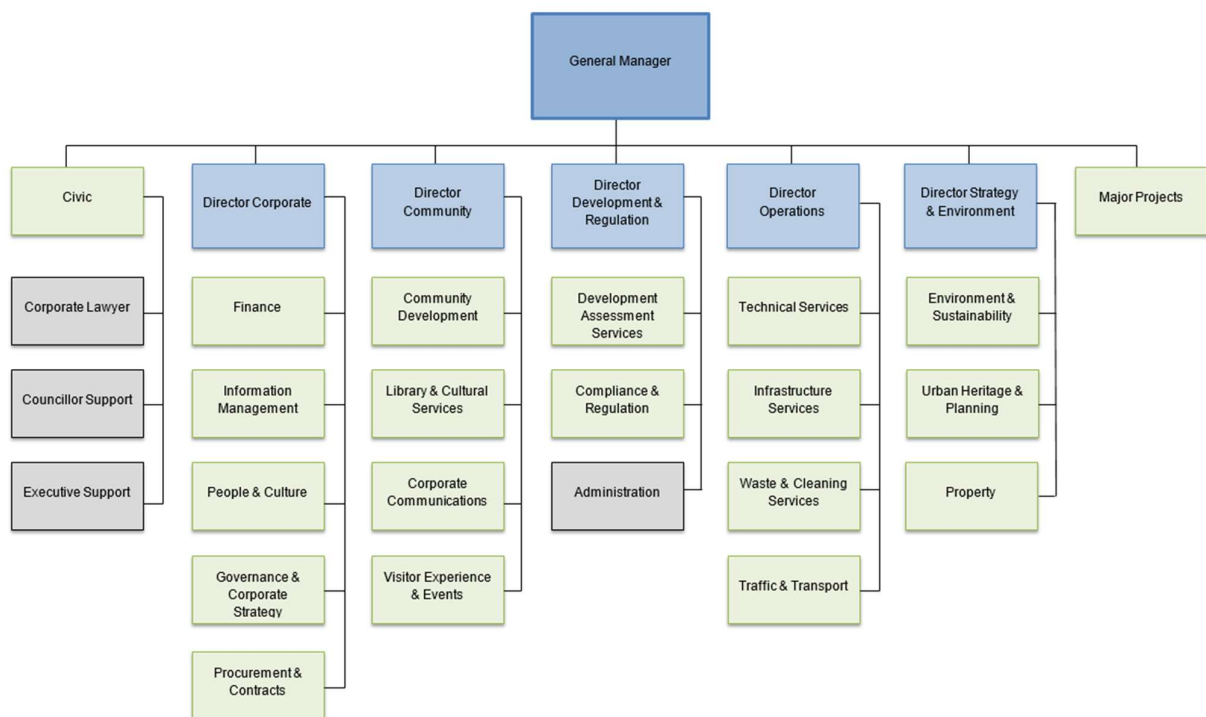 General Manager
Civic
Director Corporate
Director
Community
Director
Development &
Regulation
Director
Operations
Director Strategy
& Environment
Major Projects
Corporate Lawyer
Finance
Community
Development
Development
Assessment
Services
Technical Services
Environment &
Sustainability
Councillor Support
Information
Management
Library & Cultural
Services
Compliance &
Regulation
Infrastructure
Services
Urban Heritage &
Planning
Executive Support
People & Culture
Corporate
Communications
Administration
Waste & Cleaning
Services
Property
Governance &
Corporate
Strategy
Visitor Experience
& Events
Traffic & Transport
Procurement &
Contracts